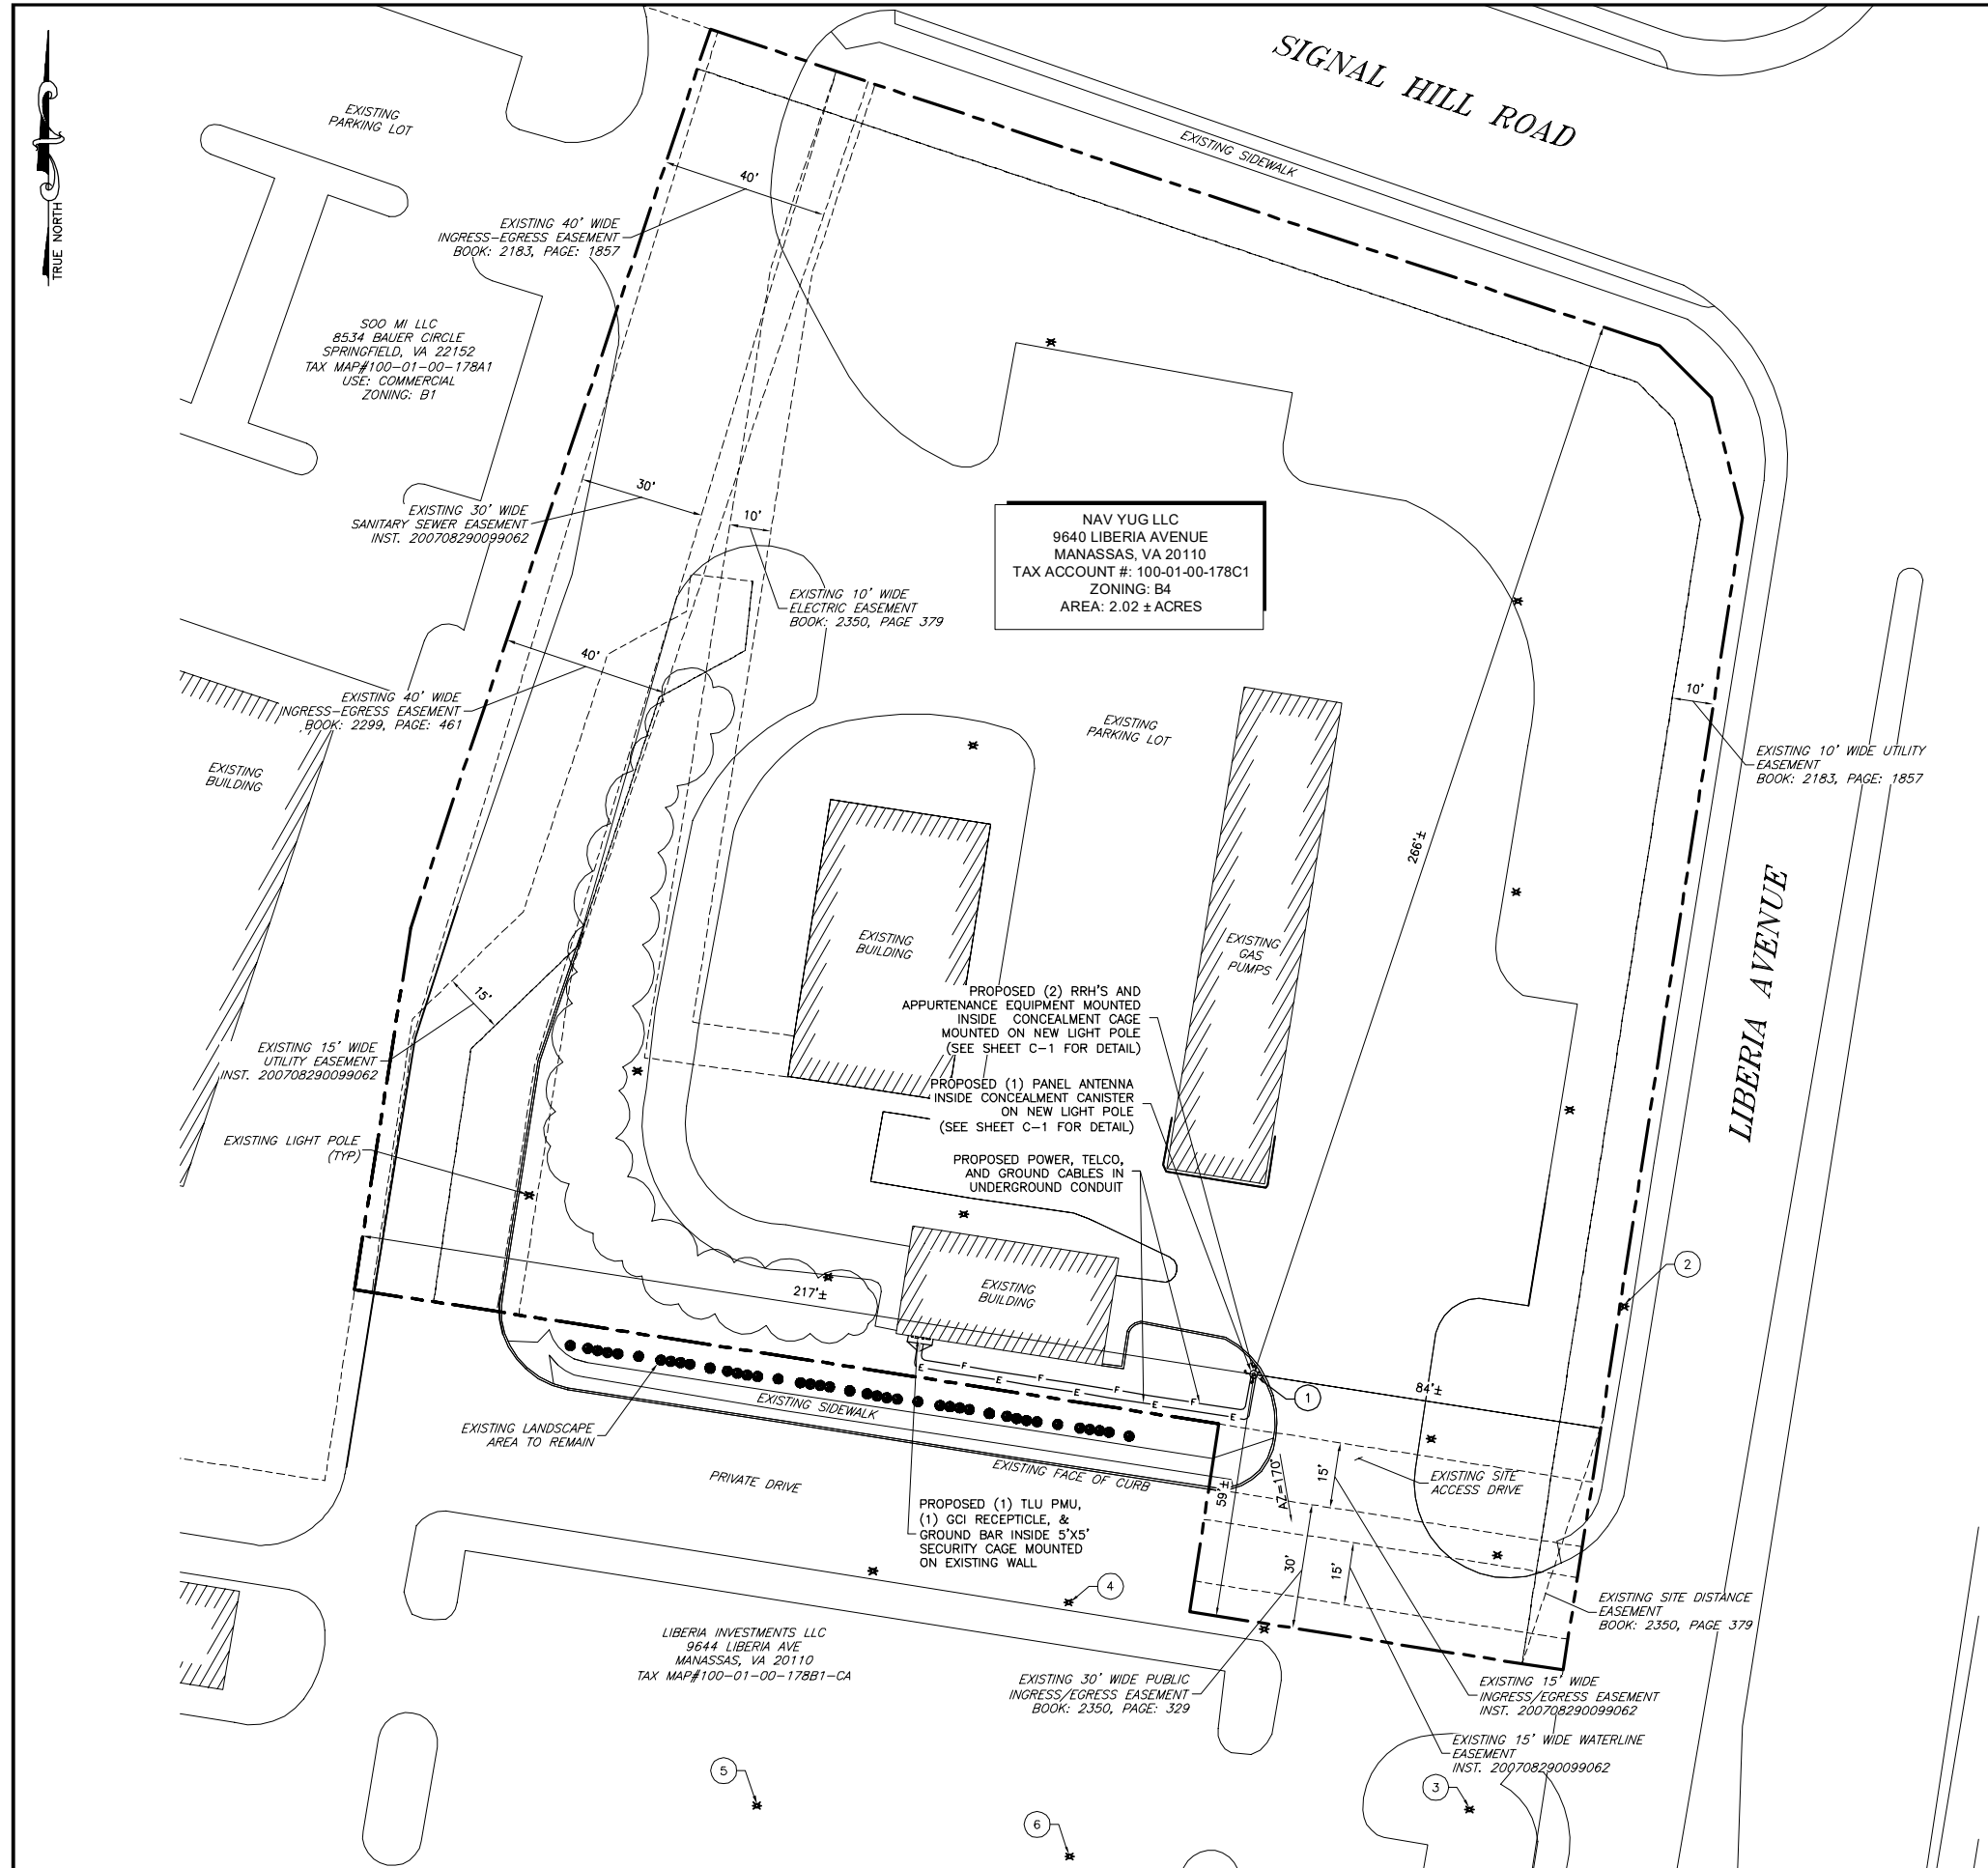 SIGNAL HILL ROAD
TRUE NORTH
EXISTING
PARKING LOT
EXISTING SIDEWALK
40'
EXISTING 40' WIDE
INGRESS-EGRESS EASEMENT
BOOK: 2183, PAGE: 1857
SOO MI LLC
8534 BAUER CIRCLE
SPRINGFIELD, VA 22152
TAX MAP#100-01-00-178A1
USE: COMMERCIAL
ZONING: B1
30'
EXISTING 30' WIDE
SANITARY SEWER EASEMENT
INST. 200708290099062
10'
NAV YUG LLC
9640 LIBERIA AVENUE
MANASSAS, VA 20110
TAX ACCOUNT #: 100-01-00-178C1
ZONING: B4
AREA: 2.02 ± ACRES
EXISTING 10' WIDE
ELECTRIC EASEMENT
BOOK: 2350, PAGE 379
40'
EXISTING 40' WIDE
INGRESS-EGRESS EASEMENT
BOOK: 2299, PAGE: 461
EXISTING
PARKING LOT
10'
EXISTING 10' WIDE UTILITY
EASEMENT
BOOK: 2183, PAGE: 1857
EXISTING
BUILDING
266'±
LIBERIA AVENUE
EXISTING
BUILDING
EXISTING
GAS
PUMPS
15'
PROPOSED (2) RRH'S AND
APPURTENANCE EQUIPMENT MOUNTED
INSIDE CONCEALMENT CAGE
MOUNTED ON NEW LIGHT POLE
(SEE SHEET C-1 FOR DETAIL)
EXISTING 15' WIDE
UTILITY EASEMENT
INST. 200708290099062
PROPOSED (1) PANEL ANTENNA
INSIDE CONCEALMENT CANISTER
ON NEW LIGHT POLE
(SEE SHEET C-1 FOR DETAIL)
EXISTING LIGHT POLE
(TYP)
PROPOSED POWER, TELCO,
AND GROUND CABLES IN
UNDERGROUND CONDUIT
2
217'±
EXISTING
BUILDING
F F F F
E E E E E
1
84'±
EXISTING SIDEWALK
EXISTING LANDSCAPE
AREA TO REMAIN
PRIVATE DRIVE
EXISTING FACE OF CURB
59'±
AZ=170°
15'
EXISTING SITE
ACCESS DRIVE
PROPOSED (1) TLU PMU,
(1) GCI RECEPTICLE, &
GROUND BAR INSIDE 5'X5'
SECURITY CAGE MOUNTED
ON EXISTING WALL
30'
15'
4
EXISTING SITE DISTANCE
EASEMENT
BOOK: 2350, PAGE 379
LIBERIA INVESTMENTS LLC
9644 LIBERIA AVE
MANASSAS, VA 20110
TAX MAP#100-01-00-178B1-CA
EXISTING 30' WIDE PUBLIC
INGRESS/EGRESS EASEMENT
BOOK: 2350, PAGE: 329
EXISTING 15' WIDE
INGRESS/EGRESS EASEMENT
INST. 200708290099062
EXISTING 15' WIDE WATERLINE
EASEMENT
INST. 200708290099062
5
3
6